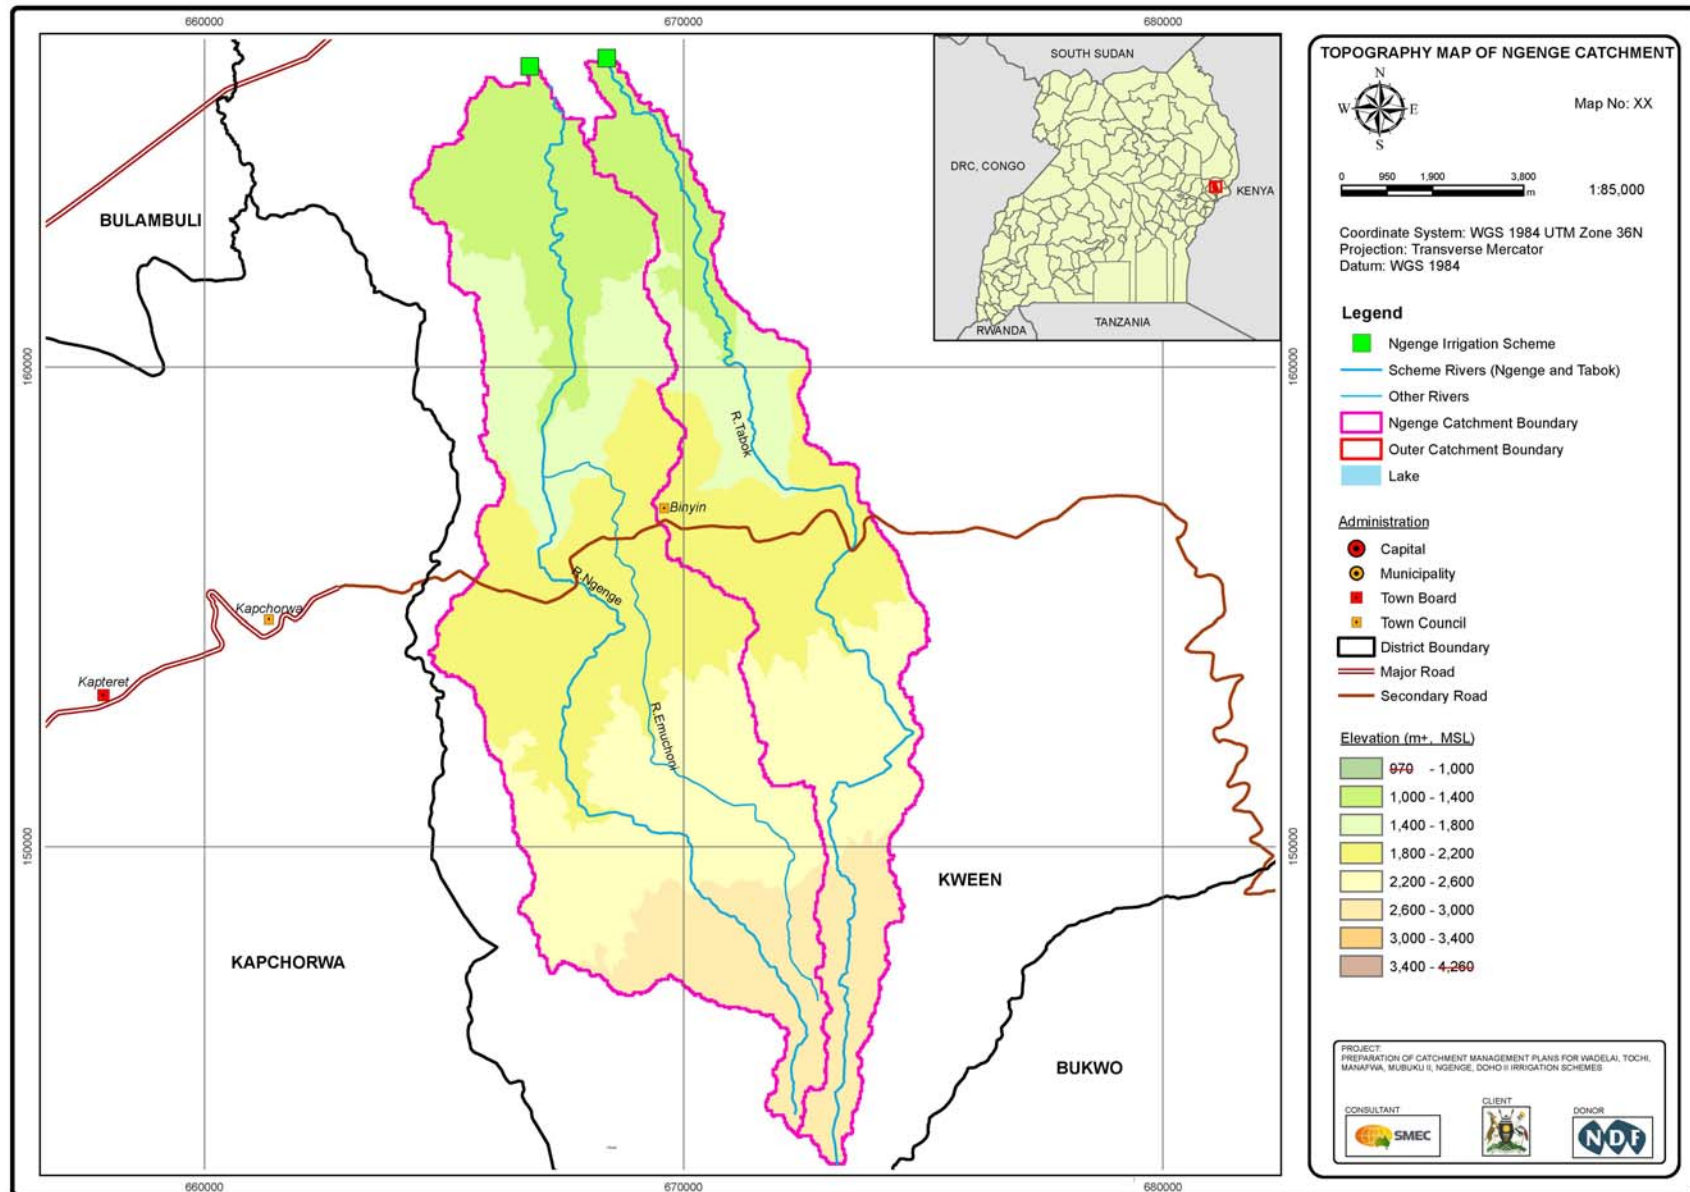 660000
670000
680000
160000
150000
160000
150000
660000
670000
680000
BULAMBULI
KAPCHORWA
KWEEN
BUKWO
R.Tabok
Binyin
R.Ngenge
R.Emuchoni
Kapchorwa
Kapteret
SOUTH SUDAN
DRC, CONGO
KENYA
RWANDA
TANZANIA
TOPOGRAPHY MAP OF NGENGE CATCHMENT
N
W E
S
Map No: XX
0 950 1,900 3,800
m
1:85,000
Coordinate System: WGS 1984 UTM Zone 36N
Projection: Transverse Mercator
Datum: WGS 1984
Legend
Ngenge Irrigation Scheme
Scheme Rivers (Ngenge and Tabok)
Other Rivers
Ngenge Catchment Boundary
Outer Catchment Boundary
Lake
Administration
Capital
Municipality
Town Board
Town Council
District Boundary
Major Road
Secondary Road
Elevation (m+, MSL)
970 - 1,000
1,000 - 1,400
1,400 - 1,800
1,800 - 2,200
2,200 - 2,600
2,600 - 3,000
3,000 - 3,400
3,400 - 4,260
PROJECT:
PREPARATION OF CATCHMENT MANAGEMENT PLANS FOR WADELAI, TOCHI,
MANAFWA, MUBUKU II, NGENGE, DOHO II IRRIGATION SCHEMES
CONSULTANT
SMEC
CLIENT
DONOR
NDF